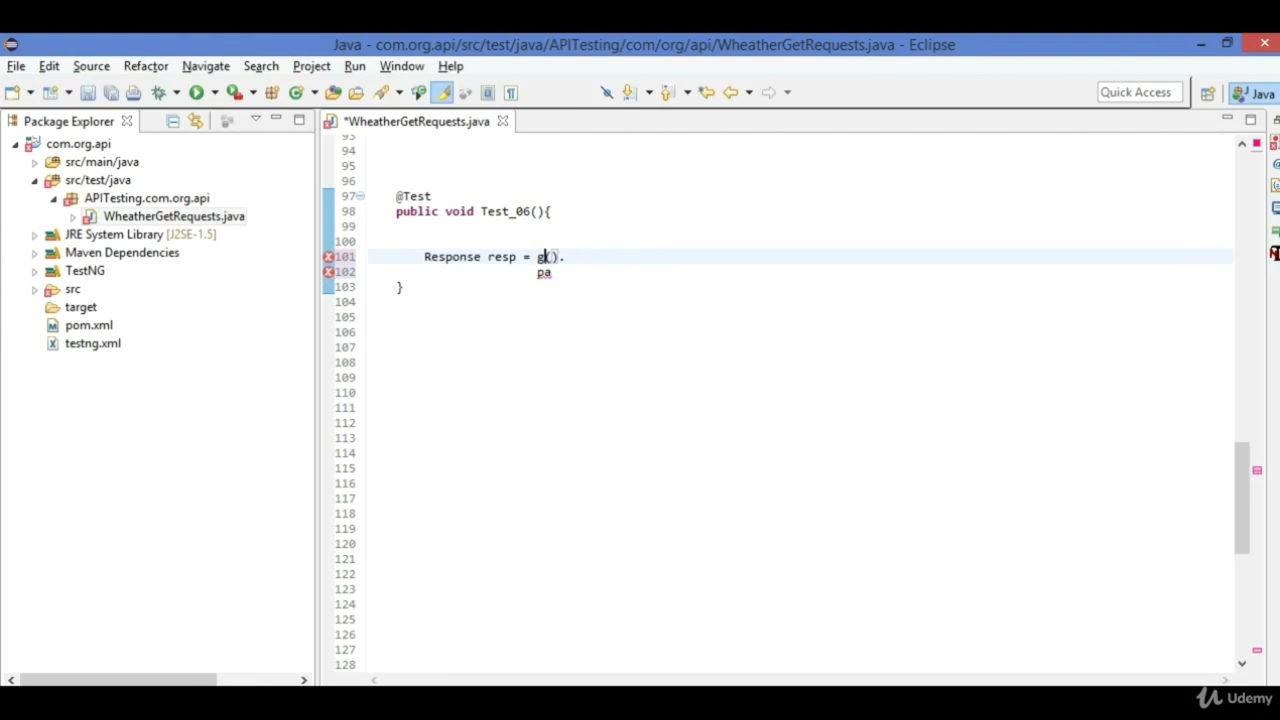 Java - com.org.api/src/test/java/APITesting/com/org/api/WheatherGetRequests.java - Eclipse
File Edit Source Refactor Navigate Search Project Run Window Help
Quick Access
Java
Package Explorer
*WheatherGetRequests.java
com.org.api
src/main/java
src/test/java
APITesting.com.org.api
WheatherGetRequests.java
JRE System Library [J2SE-1.5]
Maven Dependencies
TestNG
src
target
pom.xml
testng.xml
93
94
95
96
97 @Test
98 public void Test_06(){
99
100
101 Response resp = g().
102 pa
103 }
104
105
106
107
108
109
110
111
112
113
114
115
116
117
118
119
120
121
122
123
124
125
126
127
128
Udemy